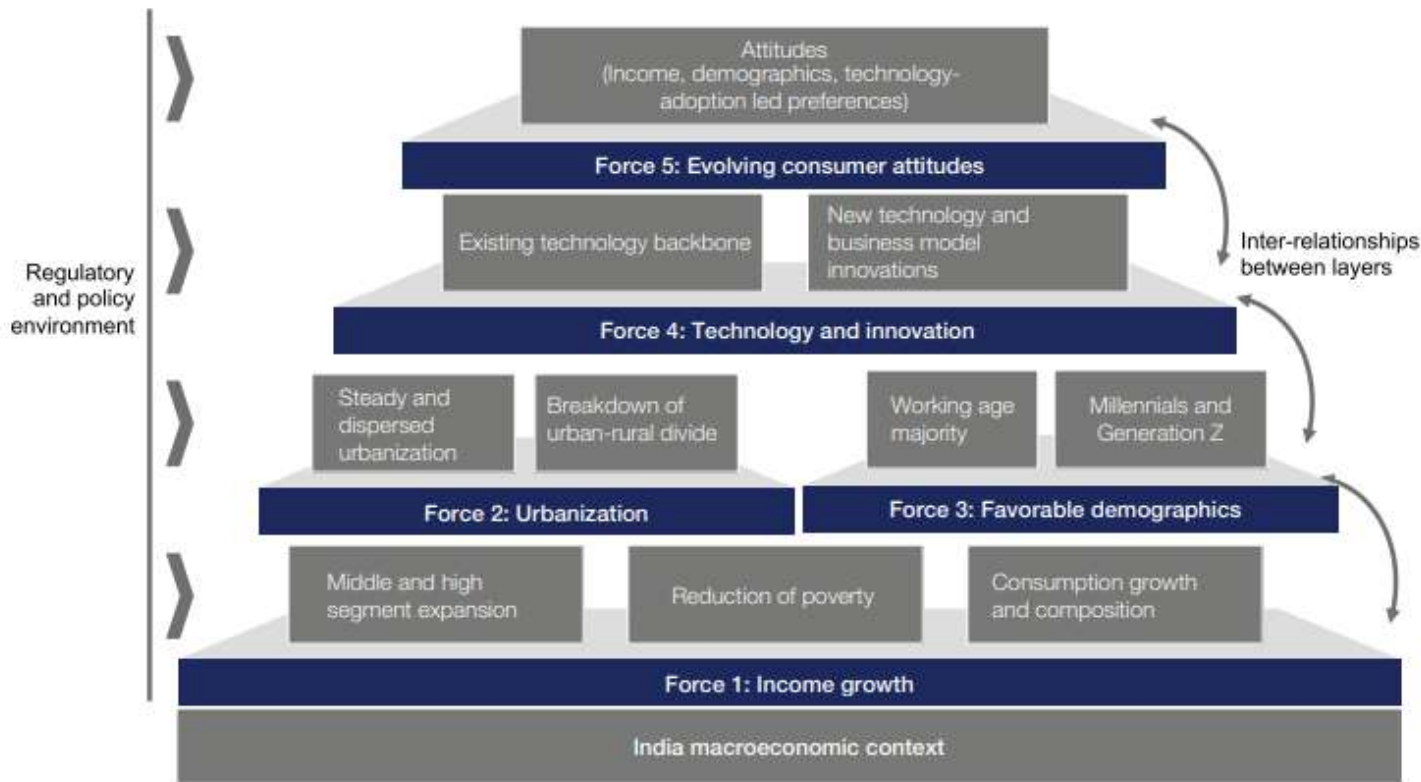 Attitudes
(Income, demographics, technology-
adoption led preferences)
Force 5: Evolving consumer attitudes
Existing technology backbone
New technology and
business model
innovations
Inter-relationships
between layers
Regulatory
and policy
environment
Force 4: Technology and innovation
Steady and
dispersed
urbanization
Breakdown of
urban-rural divide
Working age
majority
Millennials and
Generation Z
Force 2: Urbanization
Force 3: Favorable demographics
Middle and high
segment expansion
Reduction of poverty
Consumption growth
and composition
Force 1: Income growth
India macroeconomic context